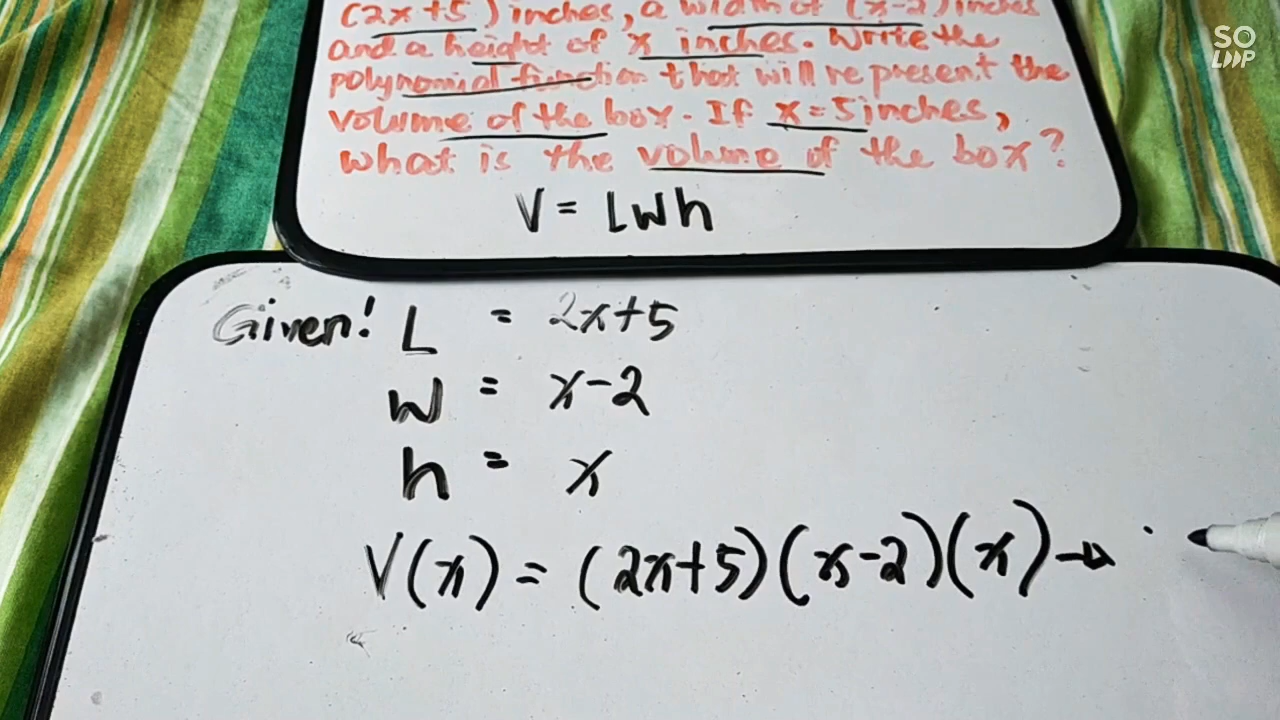 (2x+5) inches, a width of (x-2) inches
and a height of x inches. Write the
polynomial function that will represent the
volume of the box. If x=5 inches,
what is the volume of the box?
V = LWh
Given! L = 2x+5
W = x-2
h = x
V(x) = (2x+5)(x-2)(x) →
SO
LOOP